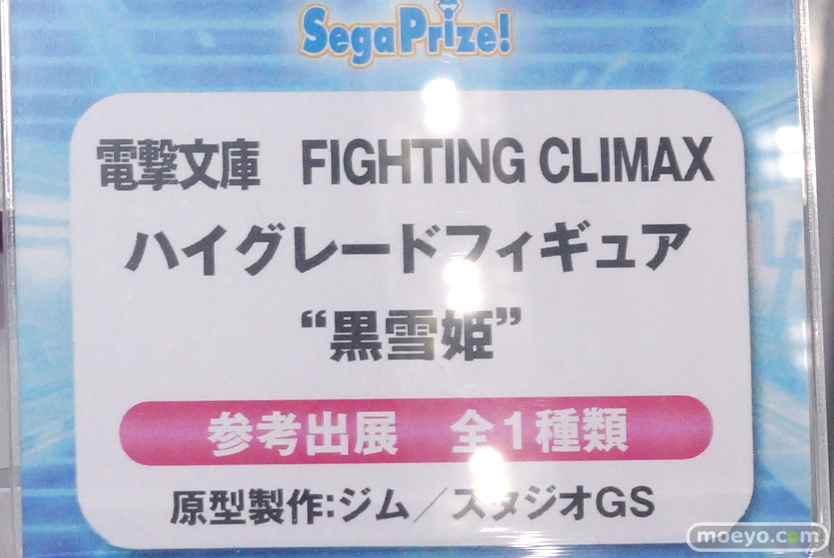 SegaPrize!
電撃文庫　FIGHTING CLIMAX
ハイグレードフィギュア
“黒雪姫”
参考出展　全1種類
原型製作:ジム／スタジオGS
moeyo.com